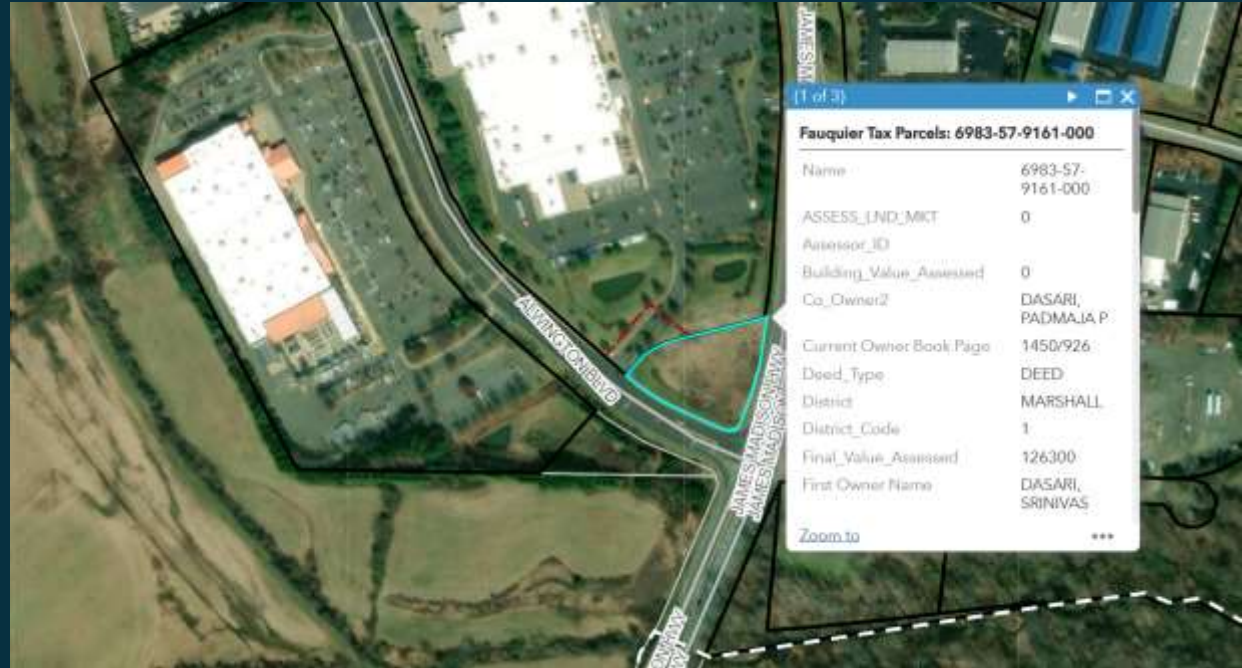 JAMES M
(1 of 3)
Fauquier Tax Parcels: 6983-57-9161-000
Name 6983-57-
9161-000
ASSESS_LND_MKT 0
Assessor_ID
Building_Value_Assessed 0
Co_Owner2 DASARI,
PADMAJA P
Current Owner Book Page 1450/926
Deed_Type DEED
District MARSHALL
District_Code 1
Final_Value_Assessed 126300
First Owner Name DASARI,
SRINIVAS
Zoom to
ALWINGTON BLVD
JAMES MADISON HWY
JAMES MADISON HWY